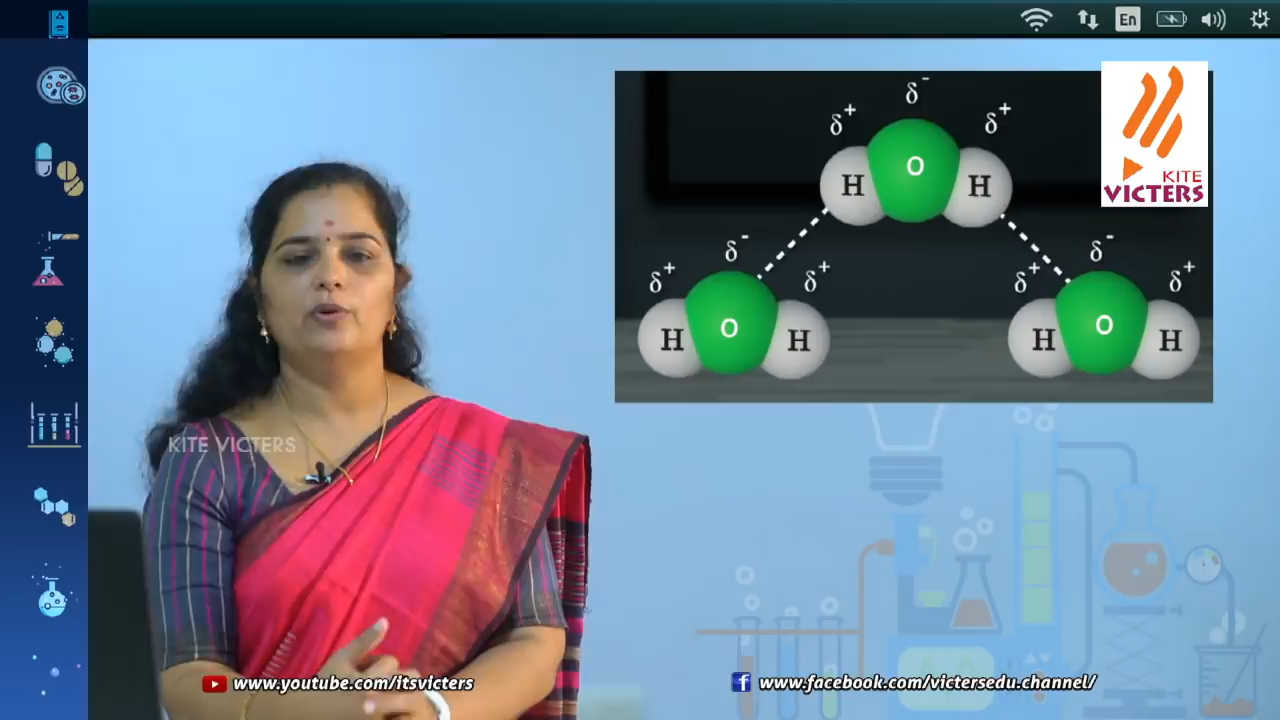 En
δ⁻
δ⁺ δ⁺
H O H
KITE
VICTERS
δ⁻ δ⁻
δ⁺ δ⁺ δ⁺ δ⁺
H O H H O H
KITE VICTERS
www.youtube.com/itsvicters
www.facebook.com/victersedu.channel/